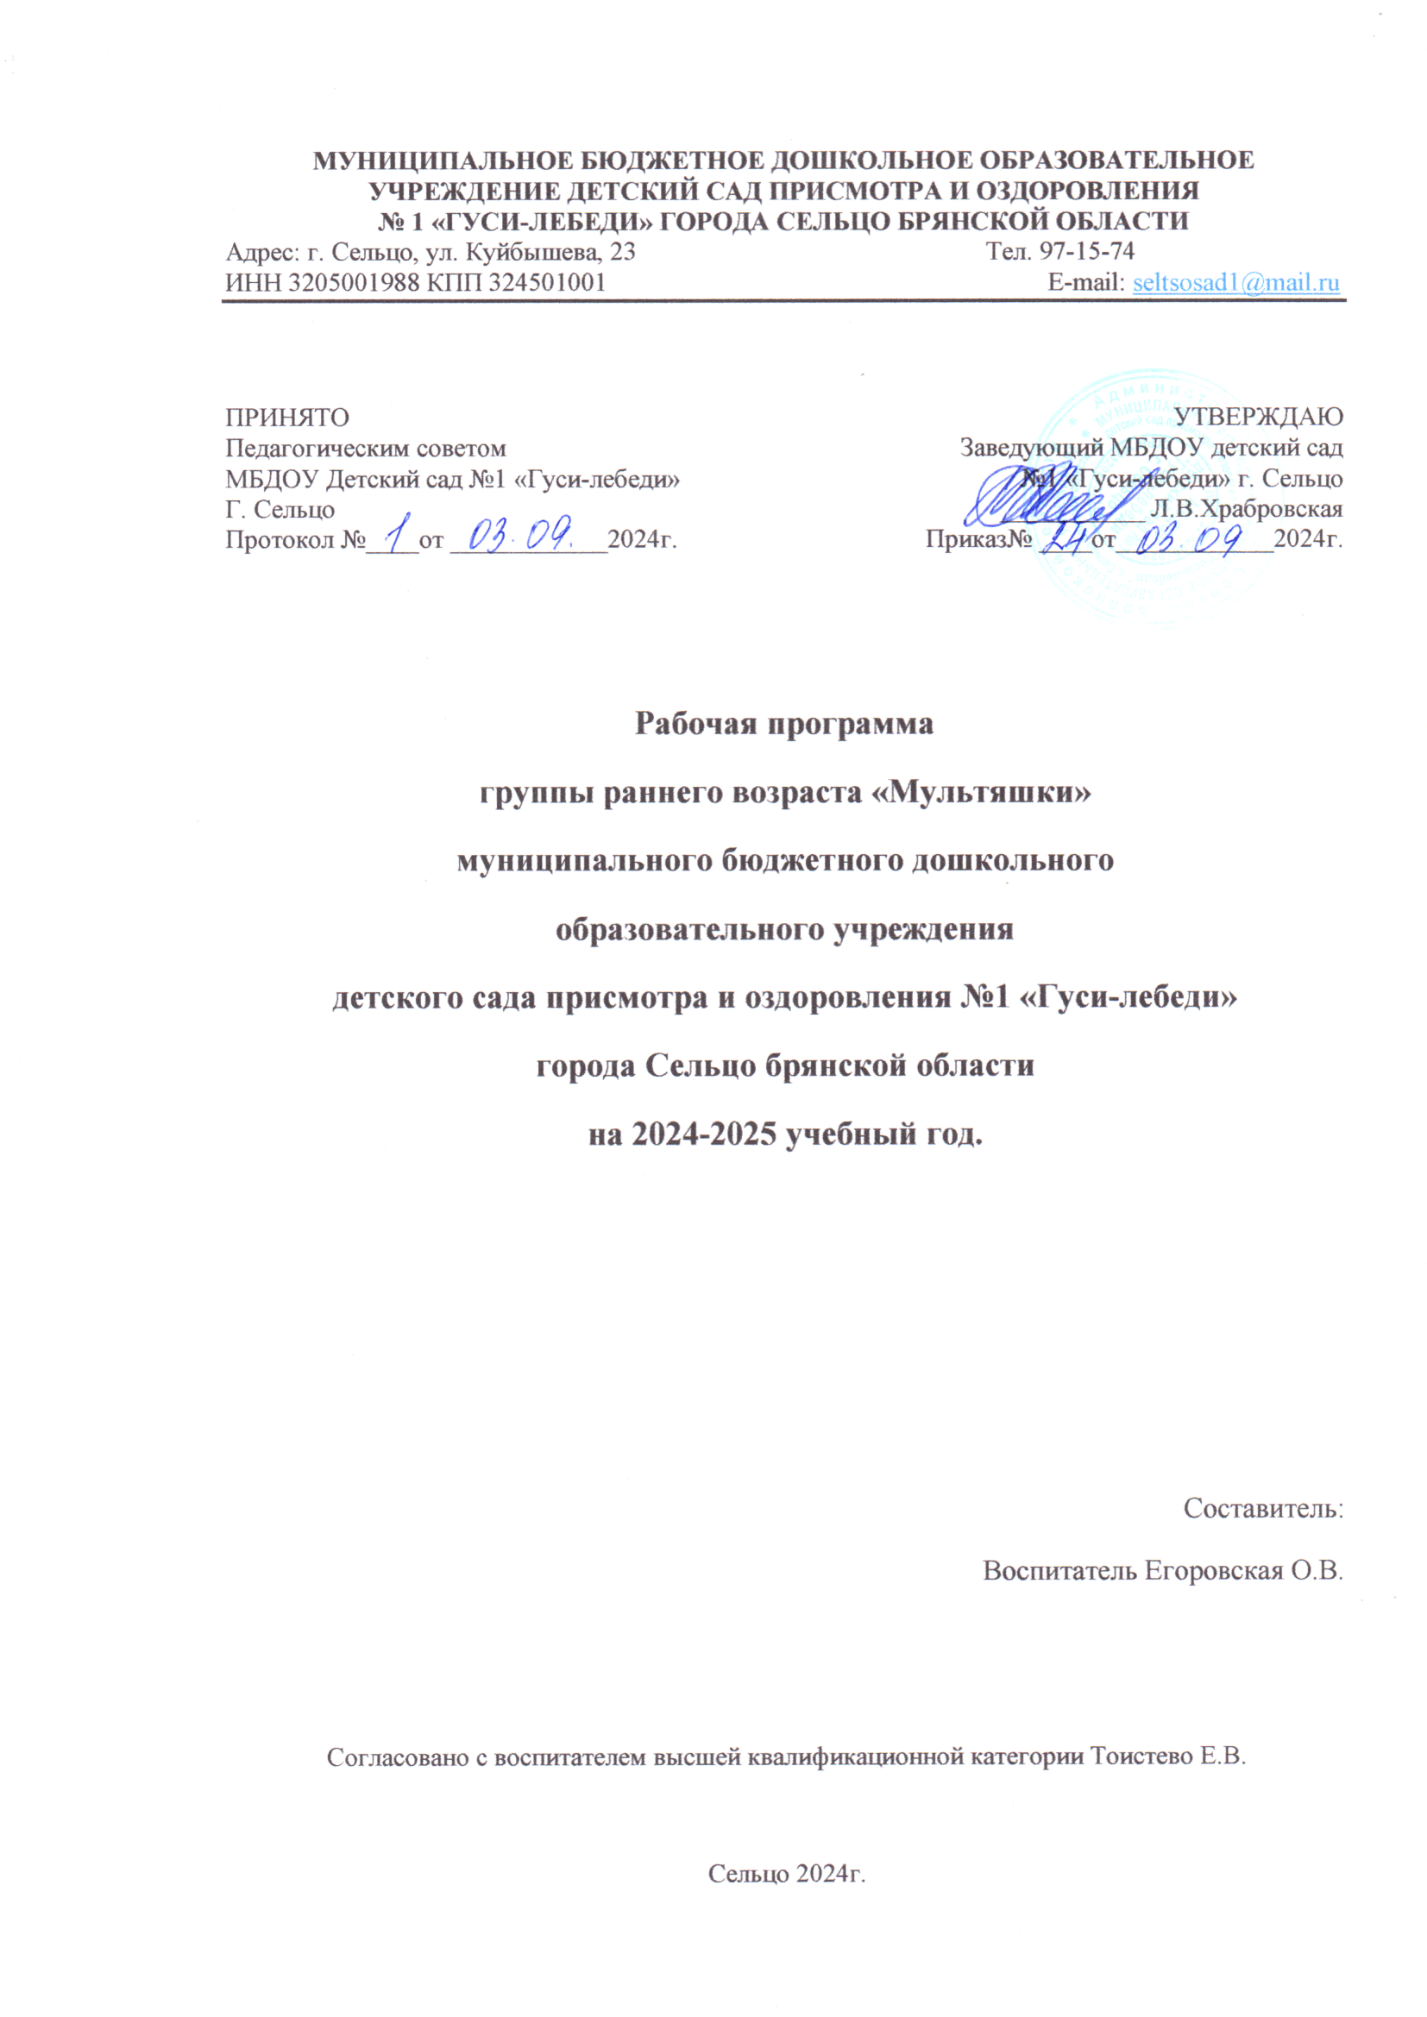 МУНИЦИПАЛЬНОЕ БЮДЖЕТНОЕ ДОШКОЛЬНОЕ ОБРАЗОВАТЕЛЬНОЕ
УЧРЕЖДЕНИЕ ДЕТСКИЙ САД ПРИСМОТРА И ОЗДОРОВЛЕНИЯ
№ 1 «ГУСИ-ЛЕБЕДИ» ГОРОДА СЕЛЬЦО БРЯНСКОЙ ОБЛАСТИ
Адрес: г. Сельцо, ул. Куйбышева, 23 Тел. 97-15-74
ИНН 3205001988 КПП 324501001 E-mail: seltsosad1@mail.ru
ПРИНЯТО
Педагогическим советом
МБДОУ Детский сад №1 «Гуси-лебеди»
Г. Сельцо
Протокол № 1 от 03.09. 2024г.
УТВЕРЖДАЮ
Заведующий МБДОУ детский сад
№1 «Гуси-лебеди» г. Сельцо
Л.В.Храбровская
Приказ№ 24 от 03.09 2024г.
Рабочая программа
группы раннего возраста «Мультяшки»
муниципального бюджетного дошкольного
образовательного учреждения
детского сада присмотра и оздоровления №1 «Гуси-лебеди»
города Сельцо брянской области
на 2024-2025 учебный год.
Составитель:
Воспитатель Егоровская О.В.
Согласовано с воспитателем высшей квалификационной категории Тоистево Е.В.
Сельцо 2024г.